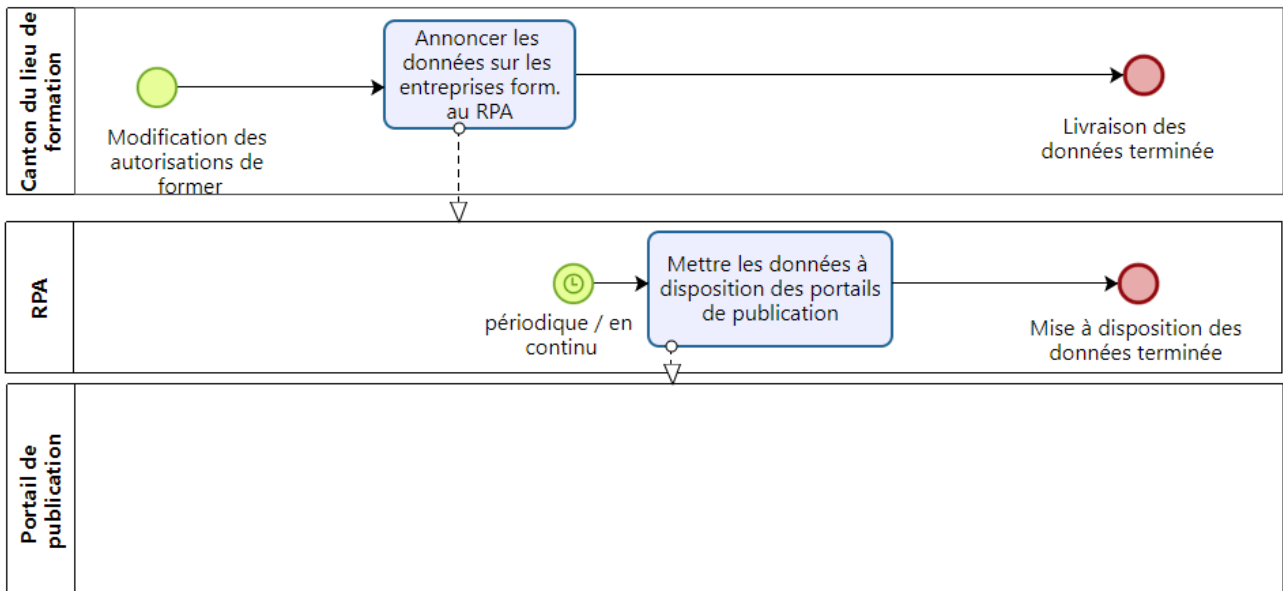 Canton du lieu de
formation
Modification des
autorisations de
former
Annoncer les
données sur les
entreprises form.
au RPA
Livraison des
données terminée
RPA
périodique / en
continu
Mettre les données à
disposition des portails
de publication
Mise à disposition des
données terminée
Portail de
publication